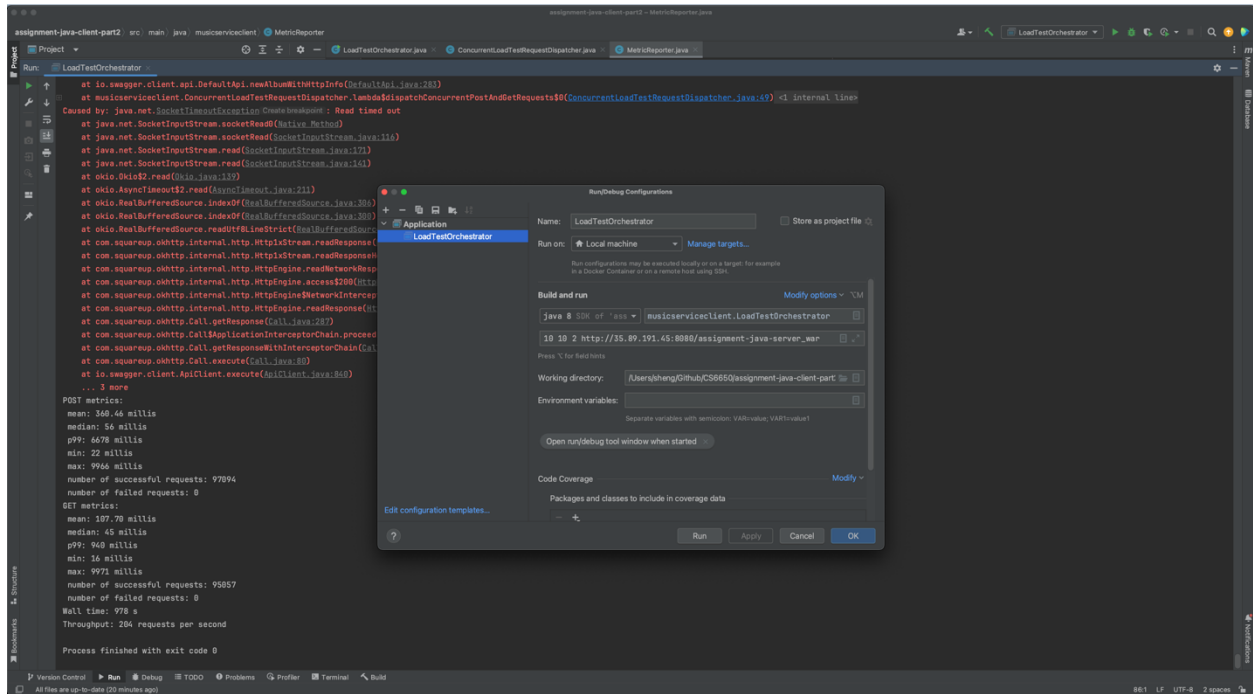 assignment-java-client-part2 – MetricReporter.java
assignment-java-client-part2 src main java musicserviceclient MetricReporter
LoadTestOrchestrator
Project
LoadTestOrchestrator.java
ConcurrentLoadTestRequestDispatcher.java
MetricReporter.java
Project
Maven
Database
Run: LoadTestOrchestrator
at io.swagger.client.api.DefaultApi.newAlbumWithHttpInfo(DefaultApi.java:283)
at musicserviceclient.ConcurrentLoadTestRequestDispatcher.lambda$dispatchConcurrentPostAndGetRequests$0(ConcurrentLoadTestRequestDispatcher.java:49) <1 internal line>
Caused by: java.net.SocketTimeoutException Create breakpoint : Read timed out
at java.net.SocketInputStream.socketRead0(Native Method)
at java.net.SocketInputStream.socketRead(SocketInputStream.java:116)
at java.net.SocketInputStream.read(SocketInputStream.java:171)
at java.net.SocketInputStream.read(SocketInputStream.java:141)
at okio.Okio$2.read(Okio.java:139)
at okio.AsyncTimeout$2.read(AsyncTimeout.java:211)
at okio.RealBufferedSource.indexOf(RealBufferedSource.java:306)
at okio.RealBufferedSource.indexOf(RealBufferedSource.java:300)
at okio.RealBufferedSource.readUtf8LineStrict(RealBufferedSourc
at com.squareup.okhttp.internal.http.Http1xStream.readResponse(
at com.squareup.okhttp.internal.http.Http1xStream.readResponseH
at com.squareup.okhttp.internal.http.HttpEngine.readNetworkResp
at com.squareup.okhttp.internal.http.HttpEngine.access$200(Http
at com.squareup.okhttp.internal.http.HttpEngine$NetworkIntercep
at com.squareup.okhttp.internal.http.HttpEngine.readResponse(Ht
at com.squareup.okhttp.Call.getResponse(Call.java:287)
at com.squareup.okhttp.Call$ApplicationInterceptorChain.proceed
at com.squareup.okhttp.Call.getResponseWithInterceptorChain(Cal
at com.squareup.okhttp.Call.execute(Call.java:80)
at io.swagger.client.ApiClient.execute(ApiClient.java:840)
... 3 more
POST metrics:
mean: 360.46 millis
median: 56 millis
p99: 6678 millis
min: 22 millis
max: 9966 millis
number of successful requests: 97094
number of failed requests: 0
GET metrics:
mean: 107.70 millis
median: 45 millis
p99: 940 millis
min: 16 millis
max: 9971 millis
number of successful requests: 95057
number of failed requests: 0
Wall time: 978 s
Throughput: 204 requests per second
Process finished with exit code 0
Run/Debug Configurations
Application
LoadTestOrchestrator
Edit configuration templates...
Name: LoadTestOrchestrator
Store as project file
Run on: Local machine
Manage targets...
Run configurations may be executed locally or on a target: for example
in a Docker Container or on a remote host using SSH.
Build and run
Modify options ⌥M
java 8 SDK of 'ass
musicserviceclient.LoadTestOrchestrator
10 10 2 http://35.89.191.45:8080/assignment-java-server_war
Press ⌥ for field hints
Working directory: /Users/sheng/Github/CS6650/assignment-java-client-part
Environment variables:
Separate variables with semicolon: VAR=value; VAR1=value1
Open run/debug tool window when started
Code Coverage
Modify
Packages and classes to include in coverage data
?
Run
Apply
Cancel
OK
Structure
Bookmarks
Notifications
Version Control
Run
Debug
TODO
Problems
Profiler
Terminal
Build
All files are up-to-date (20 minutes ago)
86:1 LF UTF-8 2 spaces